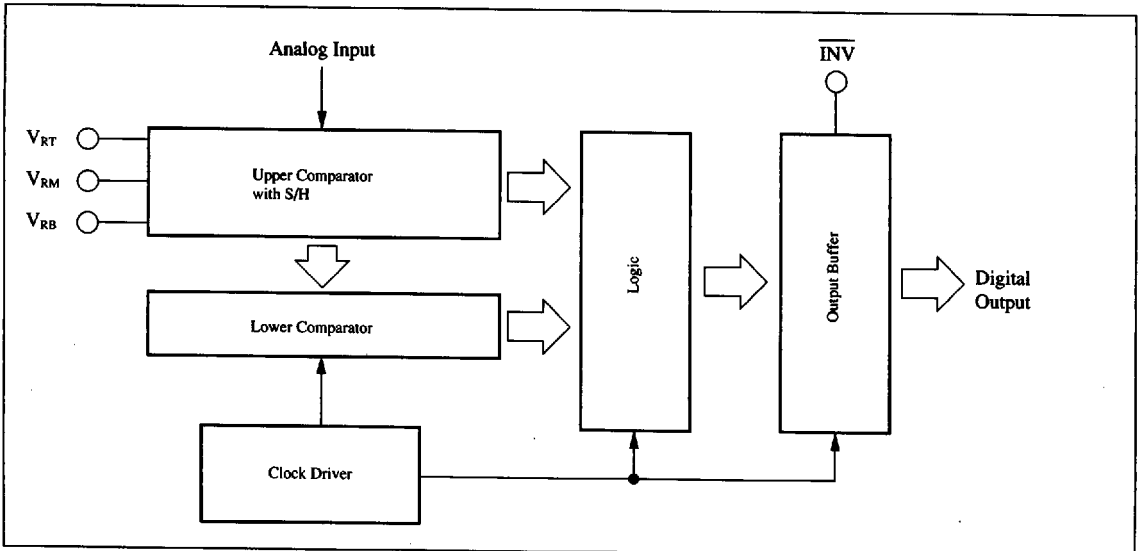 Analog Input
INV
V_RT
V_RM
V_RB
Upper Comparator
with S/H
Lower Comparator
Clock Driver
Logic
Output Buffer
Digital
Output